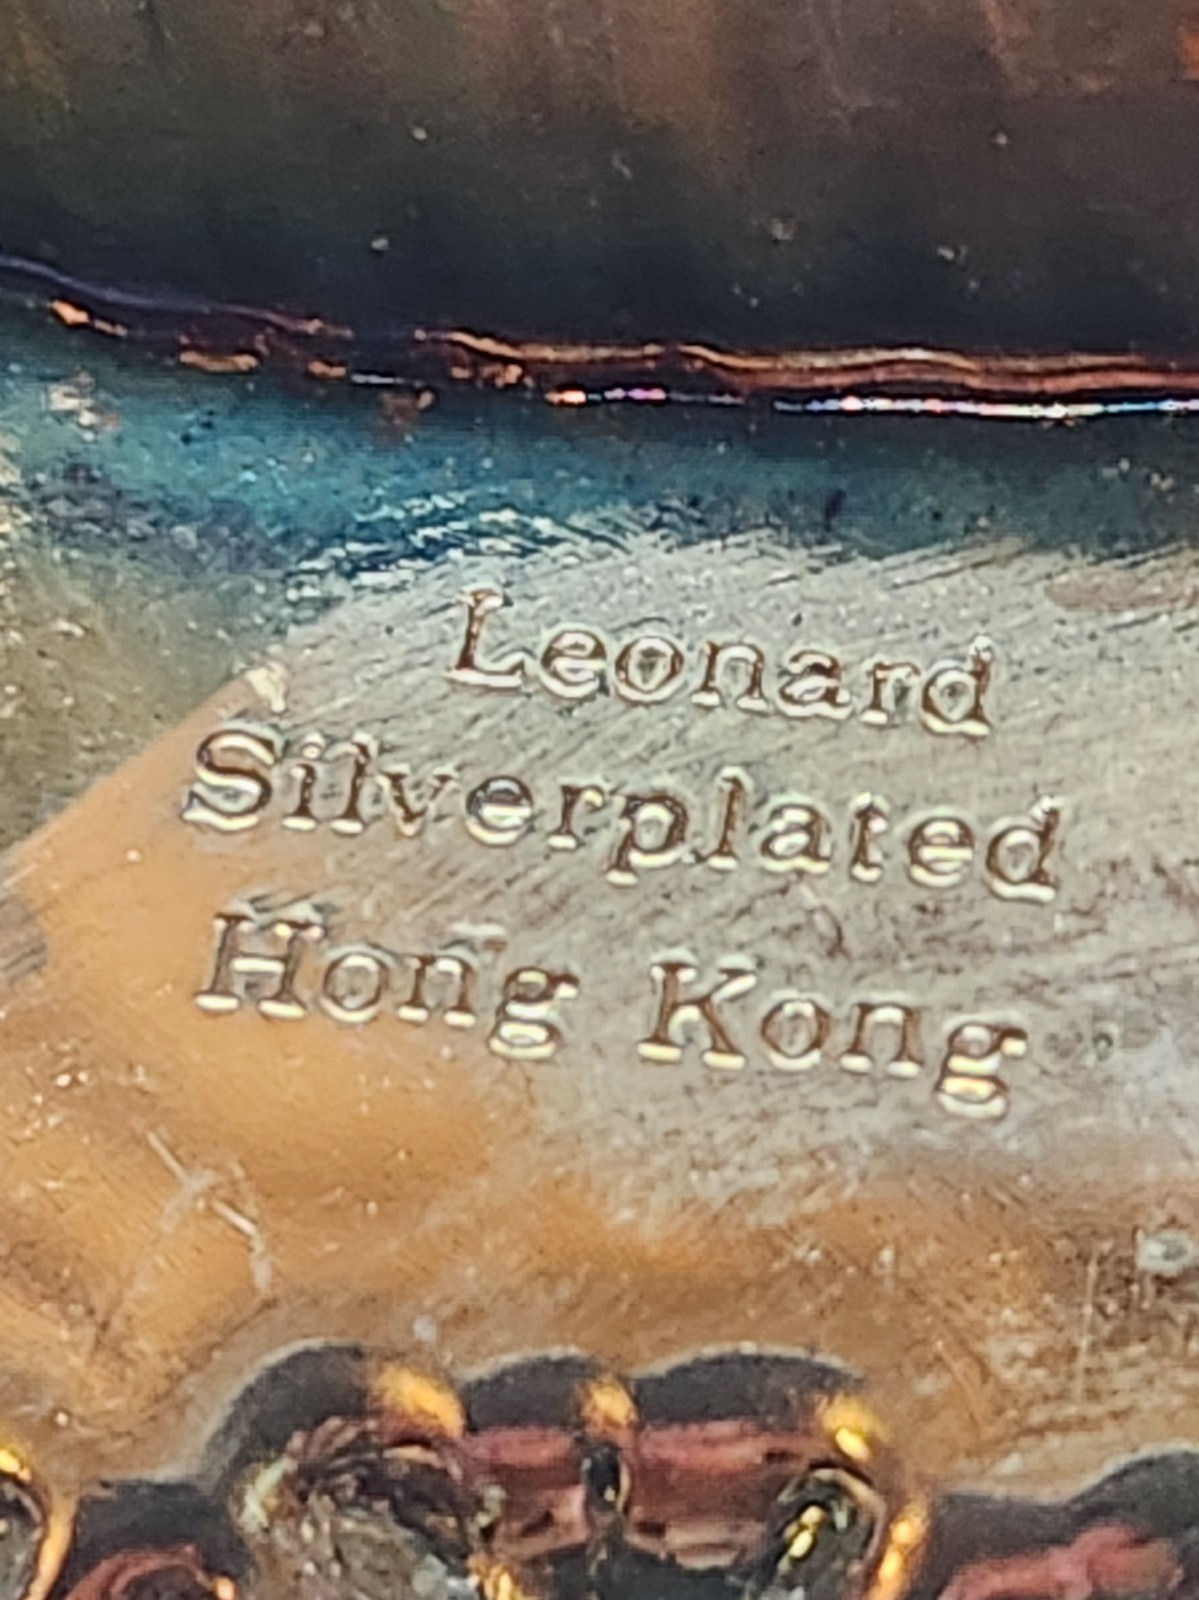 Leonard
Silverplated
Hong Kong